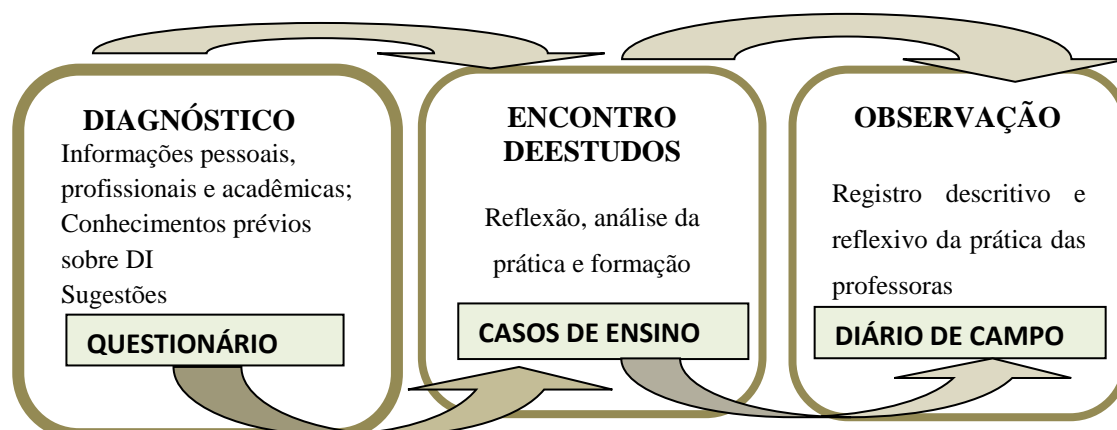 DIAGNÓSTICO
Informações pessoais,
profissionais e acadêmicas;
Conhecimentos prévios
sobre DI
Sugestões
QUESTIONÁRIO
ENCONTRO
DEESTUDOS
Reflexão, análise da
prática e formação
CASOS DE ENSINO
OBSERVAÇÃO
Registro descritivo e
reflexivo da prática das
professoras
DIÁRIO DE CAMPO